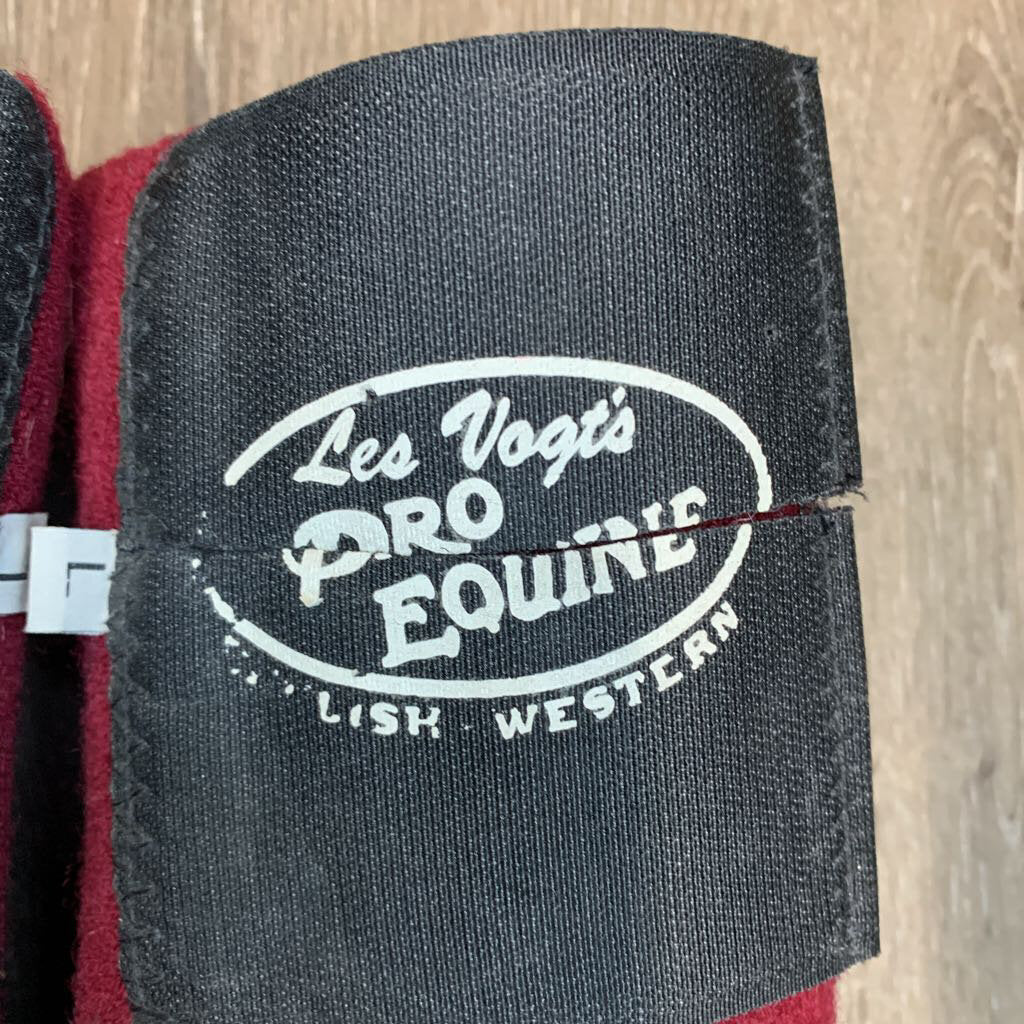 Les Vogt's
PRO
EQUINE
LISH WESTERN